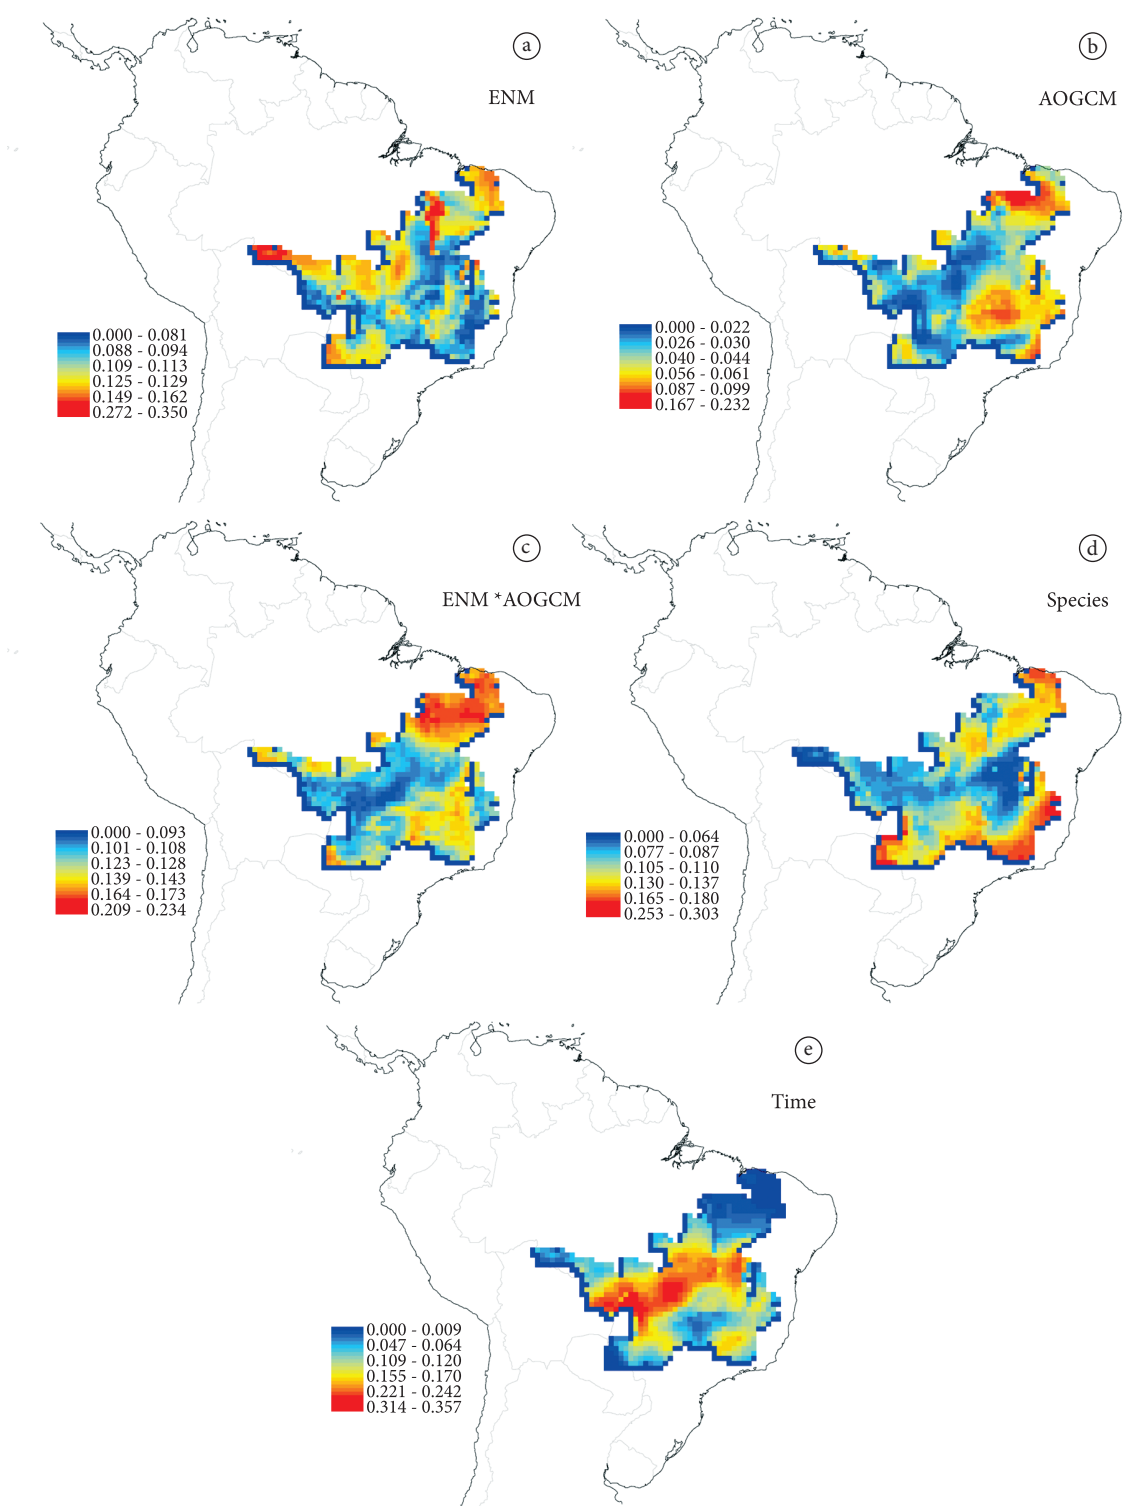 a
ENM
0.000 - 0.081
0.088 - 0.094
0.109 - 0.113
0.125 - 0.129
0.149 - 0.162
0.272 - 0.350
b
AOGCM
0.000 - 0.022
0.026 - 0.030
0.040 - 0.044
0.056 - 0.061
0.087 - 0.099
0.167 - 0.232
c
ENM *AOGCM
0.000 - 0.093
0.101 - 0.108
0.123 - 0.128
0.139 - 0.143
0.164 - 0.173
0.209 - 0.234
d
Species
0.000 - 0.064
0.077 - 0.087
0.105 - 0.110
0.130 - 0.137
0.165 - 0.180
0.253 - 0.303
e
Time
0.000 - 0.009
0.047 - 0.064
0.109 - 0.120
0.155 - 0.170
0.221 - 0.242
0.314 - 0.357